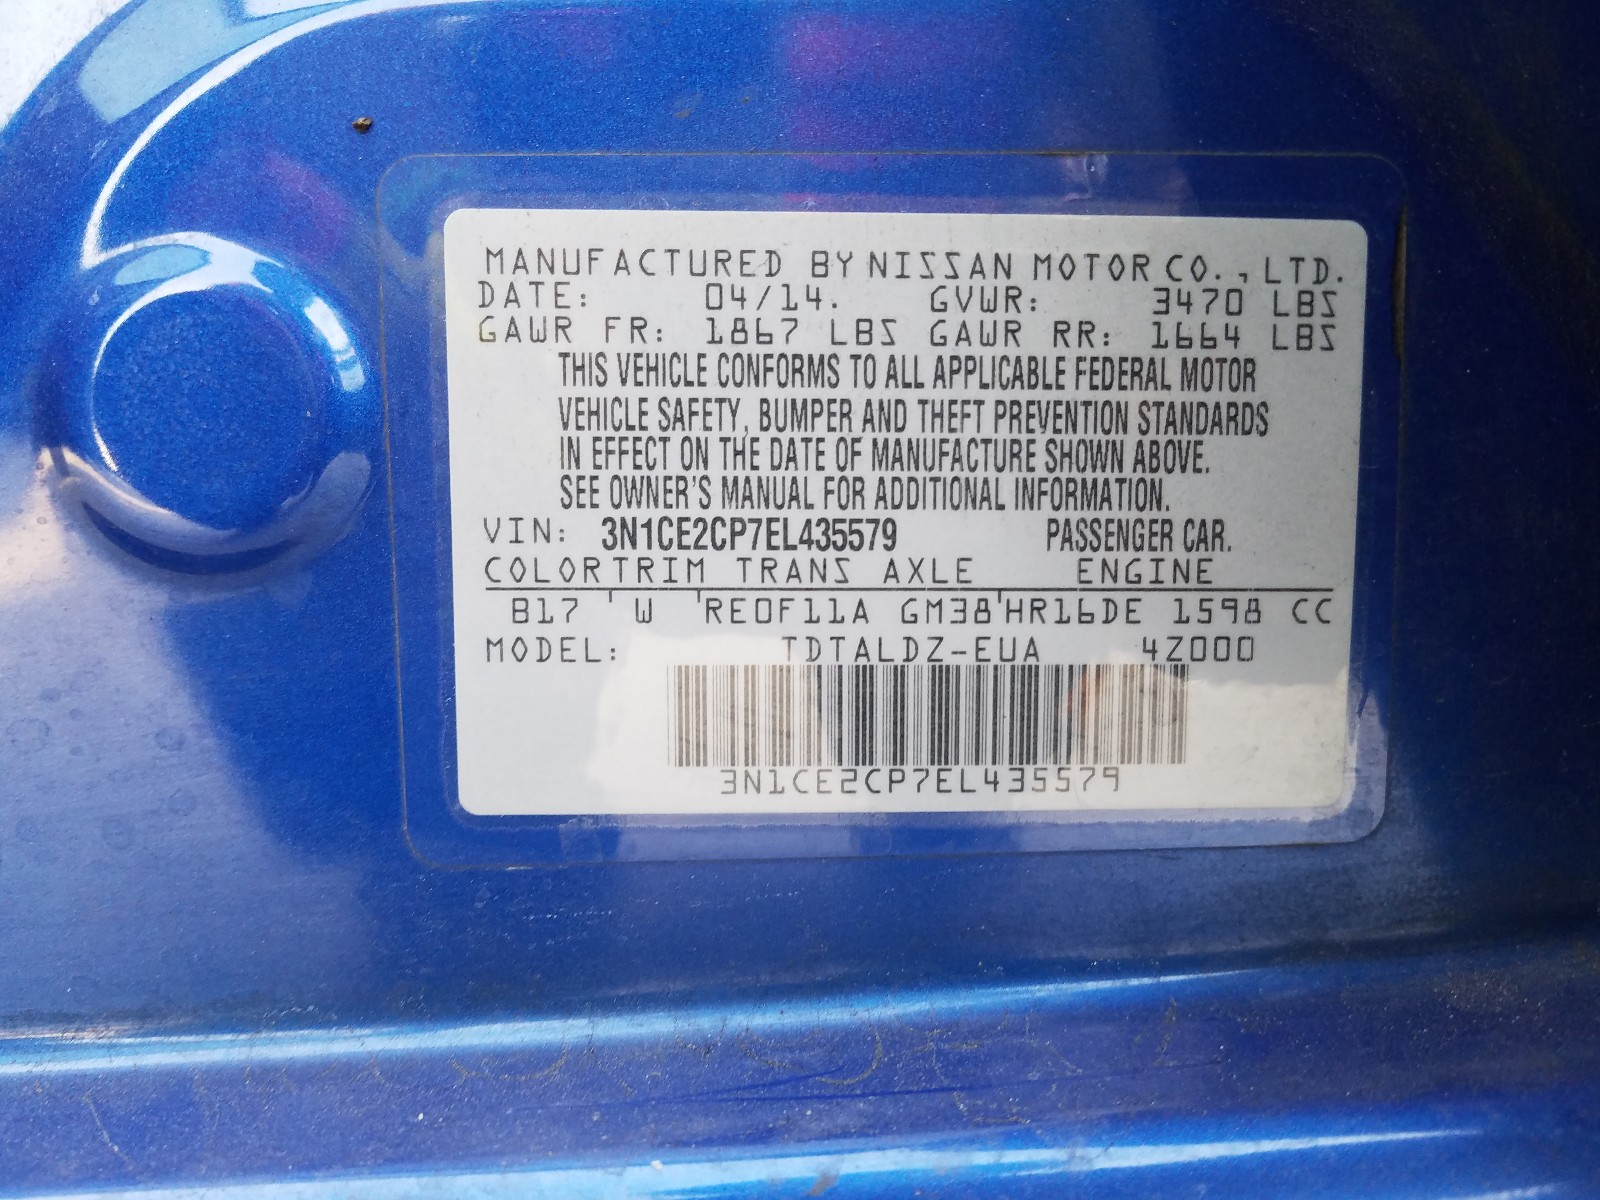 MANUFACTURED BY NISSAN MOTOR CO., LTD.
DATE: 04/14. GVWR: 3470 LBS
GAWR FR: 1867 LBS GAWR RR: 1664 LBS
THIS VEHICLE CONFORMS TO ALL APPLICABLE FEDERAL MOTOR
VEHICLE SAFETY, BUMPER AND THEFT PREVENTION STANDARDS
IN EFFECT ON THE DATE OF MANUFACTURE SHOWN ABOVE.
SEE OWNER'S MANUAL FOR ADDITIONAL INFORMATION.
VIN: 3N1CE2CP7EL435579 PASSENGER CAR.
COLOR TRIM TRANS AXLE ENGINE
B17 W RE0F11A GM38 HR16DE 1598 CC
MODEL: TDTALDZ-EUA 4Z000
3N1CE2CP7EL435579